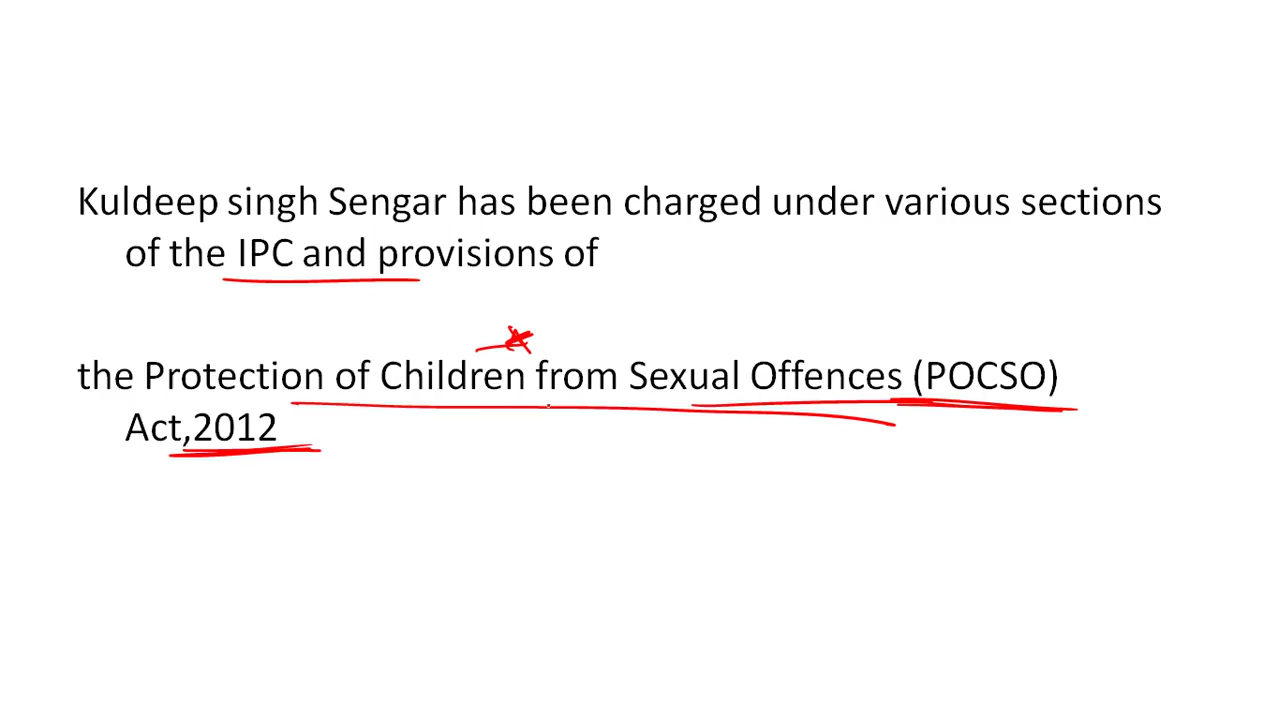 Kuldeep singh Sengar has been charged under various sections
of the IPC and provisions of
the Protection of Children from Sexual Offences (POCSO)
Act,2012